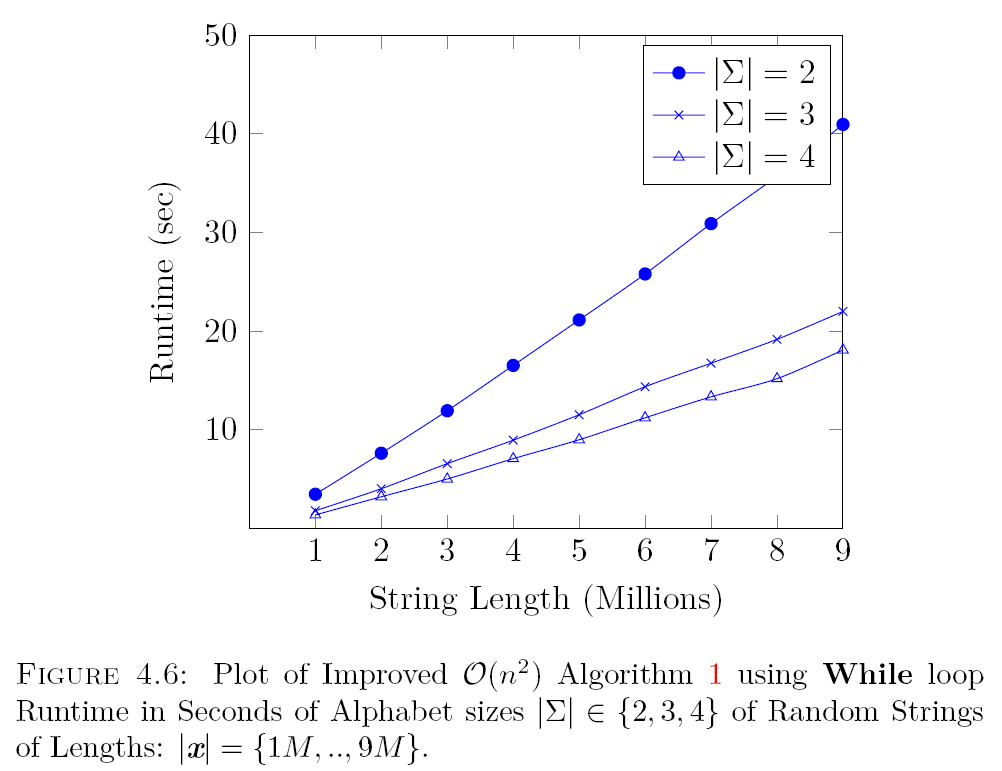 50
40
30
20
10
Runtime (sec)
|Σ| = 2
|Σ| = 3
|Σ| = 4
1 2 3 4 5 6 7 8 9
String Length (Millions)
FIGURE 4.6: Plot of Improved 𝒪(n²) Algorithm 1 using While loop
Runtime in Seconds of Alphabet sizes |Σ| ∈ {2, 3, 4} of Random Strings
of Lengths: |x| = {1M, .., 9M}.